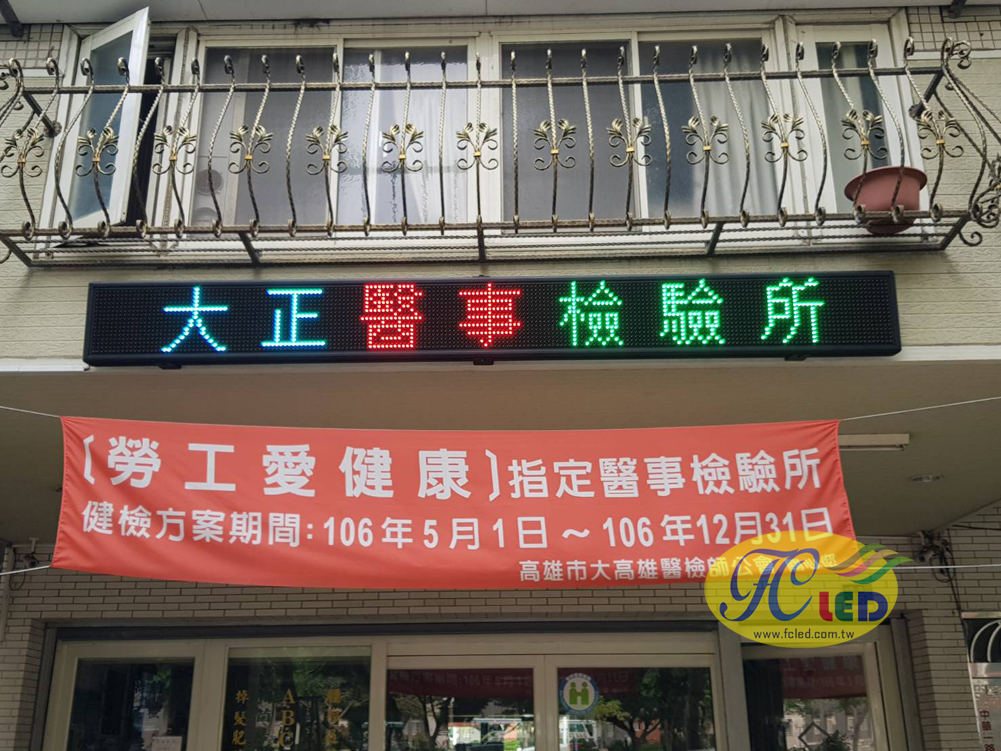 大正醫事檢驗所
〔勞工愛健康〕指定醫事檢驗所
健檢方案期間:106年5月1日~106年12月31日
高雄市大高雄醫檢師公會
FC LED
www.fcled.com.tw
中華